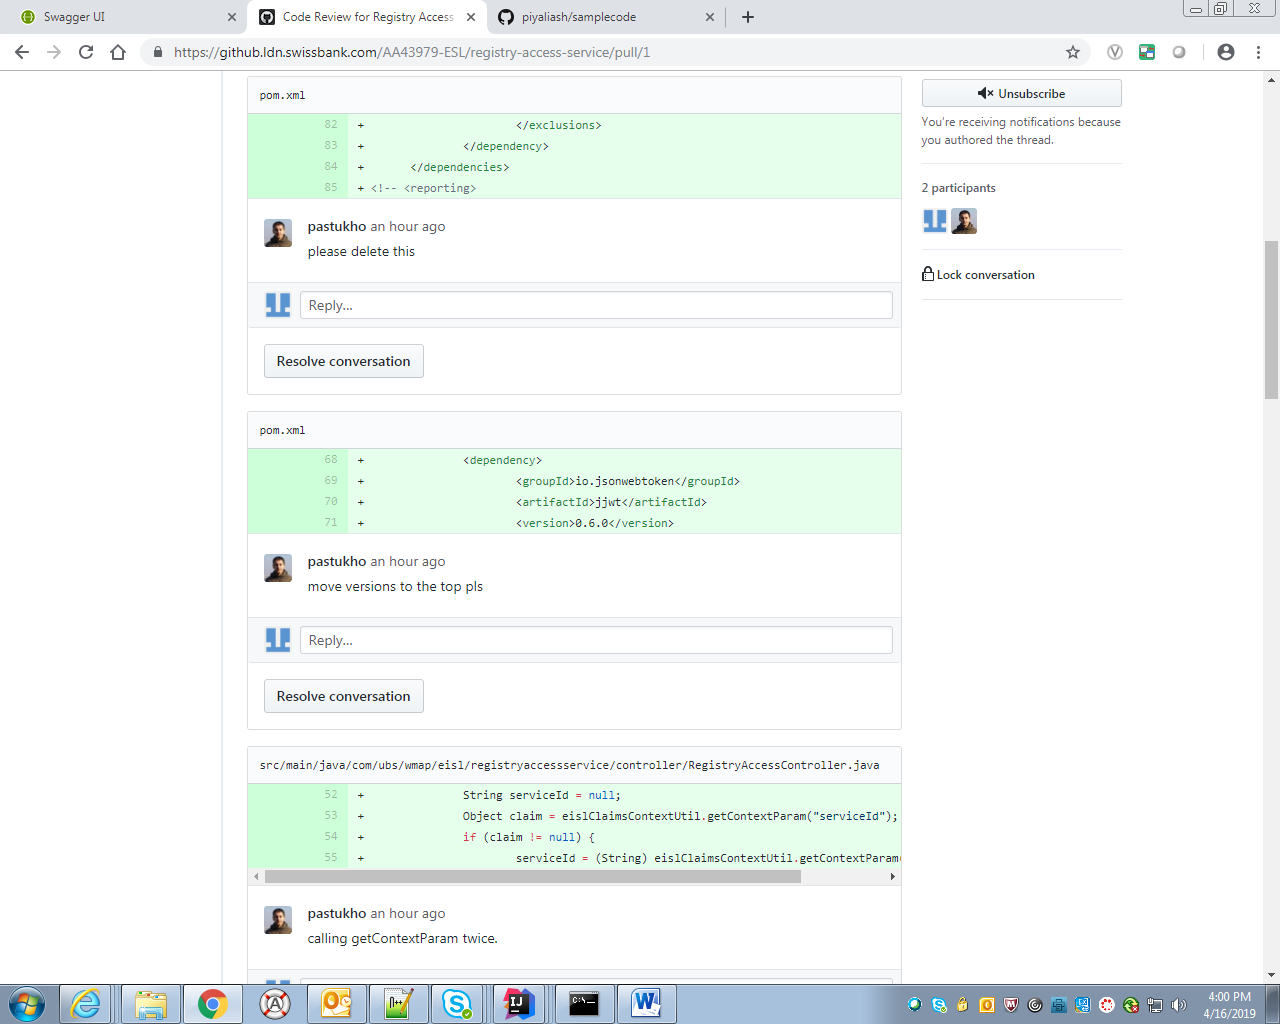 Swagger UI
Code Review for Registry Access
piyaliash/samplecode
https://github.ldn.swissbank.com/AA43979-ESL/registry-access-service/pull/1
pom.xml
82 + </exclusions>
83 + </dependency>
84 + </dependencies>
85 + <!-- <reporting>
pastukho an hour ago
please delete this
Reply...
Resolve conversation
pom.xml
68 + <dependency>
69 + <groupId>io.jsonwebtoken</groupId>
70 + <artifactId>jjwt</artifactId>
71 + <version>0.6.0</version>
pastukho an hour ago
move versions to the top pls
Reply...
Resolve conversation
src/main/java/com/ubs/wmap/eisl/registryaccessservice/controller/RegistryAccessController.java
52 + String serviceId = null;
53 + Object claim = eislClaimsContextUtil.getContextParam("serviceId");
54 + if (claim != null) {
55 + serviceId = (String) eislClaimsContextUtil.getContextParam(
pastukho an hour ago
calling getContextParam twice.
Unsubscribe
You're receiving notifications because
you authored the thread.
2 participants
Lock conversation
4:00 PM
4/16/2019